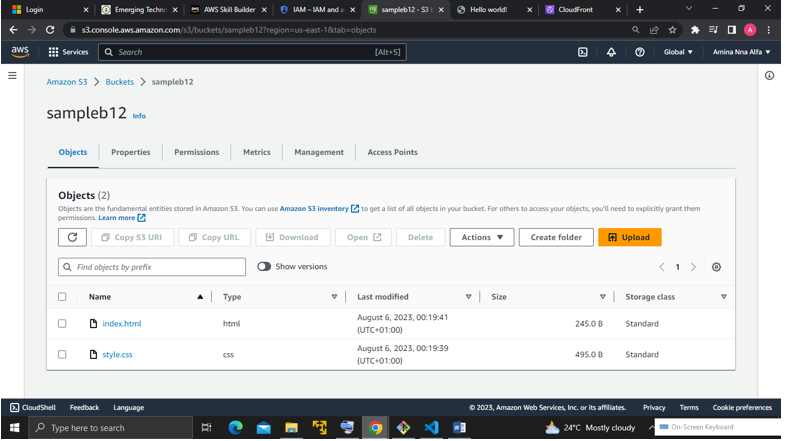 Login
Emerging Techno
AWS Skill Builder
IAM – IAM and a
sampleb12 - S3
Hello world!
CloudFront
s3.console.aws.amazon.com/s3/buckets/sampleb12?region=us-east-1&tab=objects
A
aws
Services
Search
[Alt+S]
Global
Amina Nna Alfa
Amazon S3
Buckets
sampleb12
sampleb12 Info
Objects
Properties
Permissions
Metrics
Management
Access Points
Objects (2)
Objects are the fundamental entities stored in Amazon S3. You can use Amazon S3 inventory to get a list of all objects in your bucket. For others to access your objects, you'll need to explicitly grant them
permissions. Learn more
Copy S3 URI
Copy URL
Download
Open
Delete
Actions
Create folder
Upload
Find objects by prefix
Show versions
1
Name
Type
Last modified
Size
Storage class
index.html
html
August 6, 2023, 00:19:41
(UTC+01:00)
245.0 B
Standard
style.css
css
August 6, 2023, 00:19:39
(UTC+01:00)
495.0 B
Standard
CloudShell
Feedback
Language
© 2023, Amazon Web Services, Inc. or its affiliates.
Privacy
Terms
Cookie preferences
Type here to search
24°C Mostly cloudy
On-Screen Keyboard